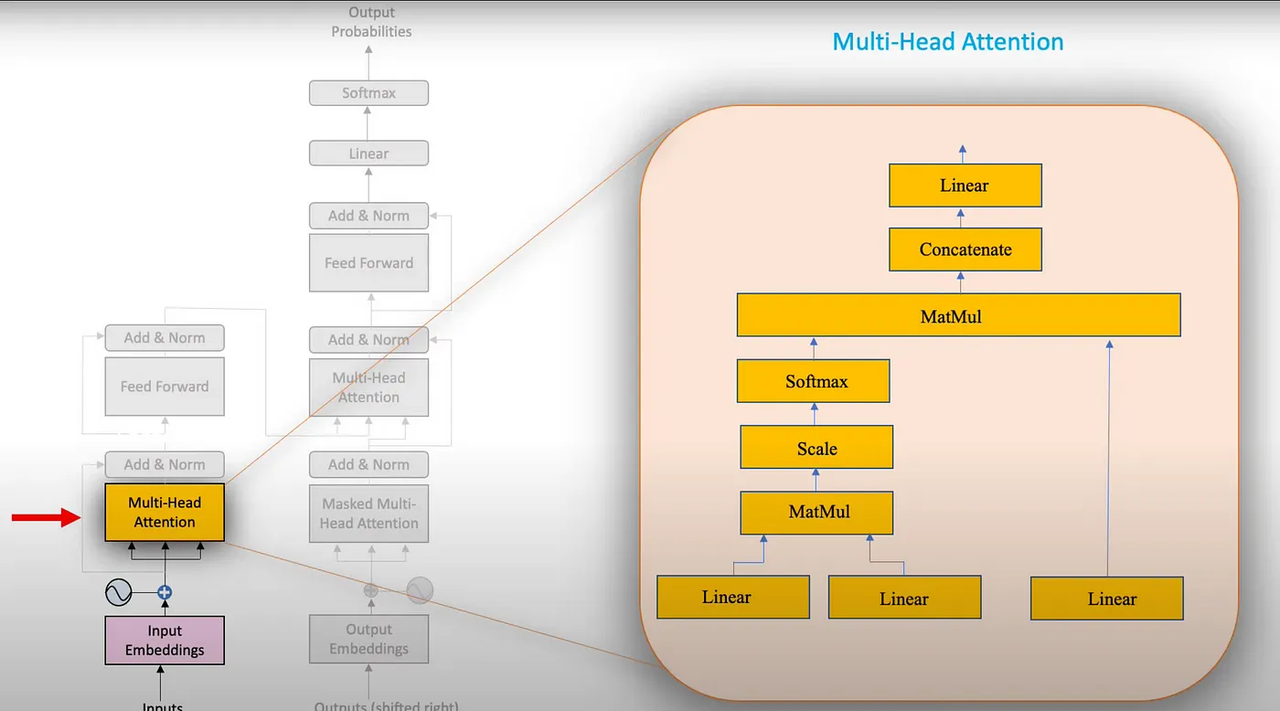 Output
Probabilities
Softmax
Linear
Add & Norm
Feed Forward
Add & Norm
Multi-Head
Attention
Add & Norm
Masked Multi-
Head Attention
Output
Embeddings
Outputs (shifted right)
Add & Norm
Feed Forward
Add & Norm
Multi-Head
Attention
Input
Embeddings
Inputs
Multi-Head Attention
Linear
Concatenate
MatMul
Softmax
Scale
MatMul
Linear
Linear
Linear